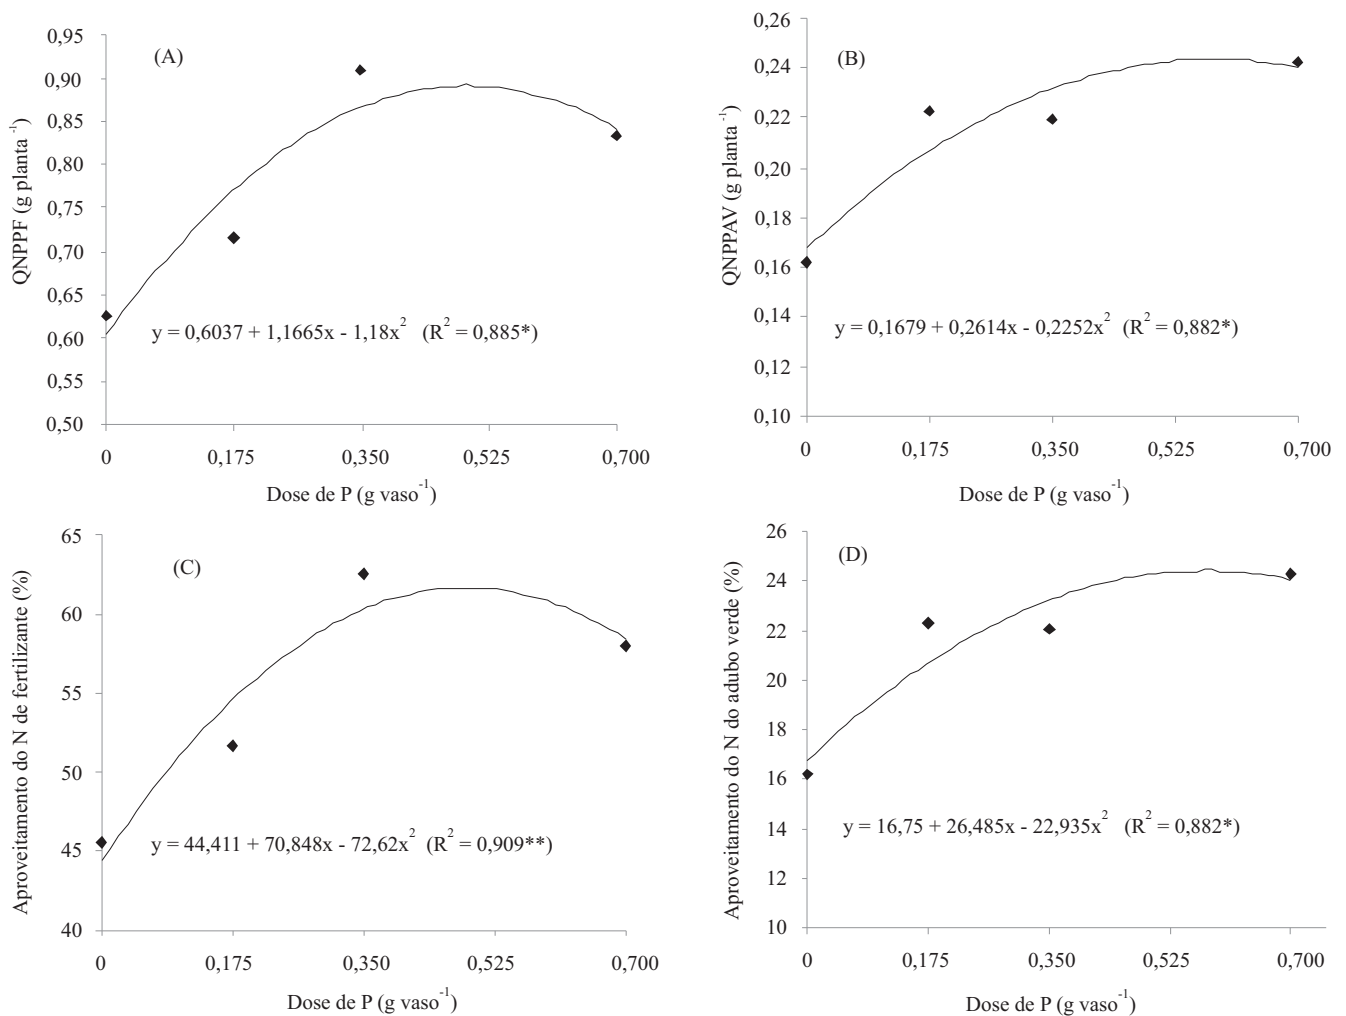 (A)
QNPPF (g planta⁻¹)
0,95
0,90
0,85
0,80
0,75
0,70
0,65
0,60
0,55
0,50
y = 0,6037 + 1,1665x - 1,18x² (R² = 0,885*)
0 0,175 0,350 0,525 0,700
Dose de P (g vaso⁻¹)
(B)
QNPPAV (g planta⁻¹)
0,26
0,24
0,22
0,20
0,18
0,16
0,14
0,12
0,10
y = 0,1679 + 0,2614x - 0,2252x² (R² = 0,882*)
0 0,175 0,350 0,525 0,700
Dose de P (g vaso⁻¹)
(C)
Aproveitamento do N de fertilizante (%)
65
60
55
50
45
40
y = 44,411 + 70,848x - 72,62x² (R² = 0,909**)
0 0,175 0,350 0,525 0,700
Dose de P (g vaso⁻¹)
(D)
Aproveitamento do N do adubo verde (%)
26
24
22
20
18
16
14
12
10
y = 16,75 + 26,485x - 22,935x² (R² = 0,882*)
0 0,175 0,350 0,525 0,700
Dose de P (g vaso⁻¹)